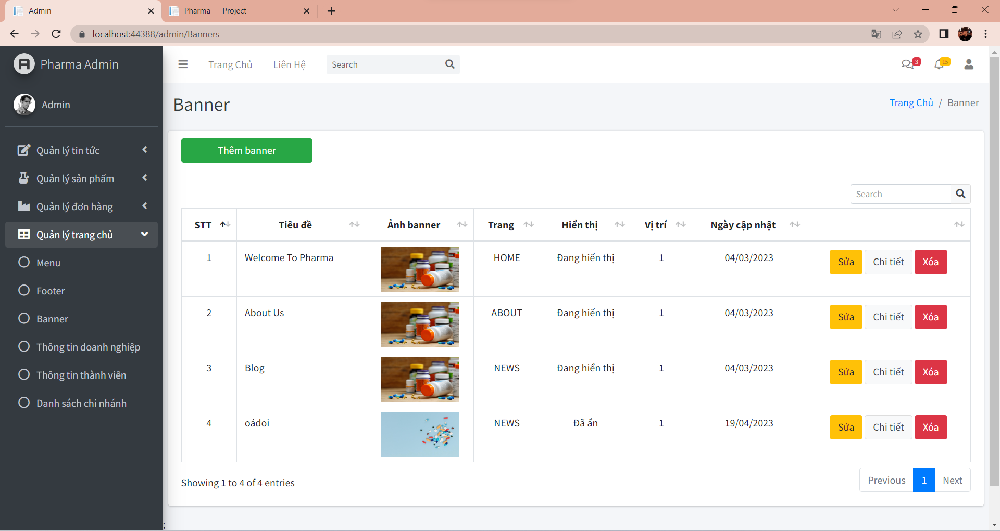 Admin
Pharma — Project
localhost:44388/admin/Banners
Pharma Admin
Trang Chủ
Liên Hệ
Search
3
15
Admin
Banner
Trang Chủ / Banner
Quản lý tin tức
Quản lý sản phẩm
Quản lý đơn hàng
Quản lý trang chủ
Menu
Footer
Banner
Thông tin doanh nghiệp
Thông tin thành viên
Danh sách chi nhánh
Thêm banner
Search
STT Tiêu đề Ảnh banner Trang Hiển thị Vị trí Ngày cập nhật
1 Welcome To Pharma HOME Đang hiển thị 1 04/03/2023 Sửa Chi tiết Xóa
2 About Us ABOUT Đang hiển thị 1 04/03/2023 Sửa Chi tiết Xóa
3 Blog NEWS Đang hiển thị 1 04/03/2023 Sửa Chi tiết Xóa
4 oádoi NEWS Đã ẩn 1 19/04/2023 Sửa Chi tiết Xóa
Showing 1 to 4 of 4 entries
Previous 1 Next
;